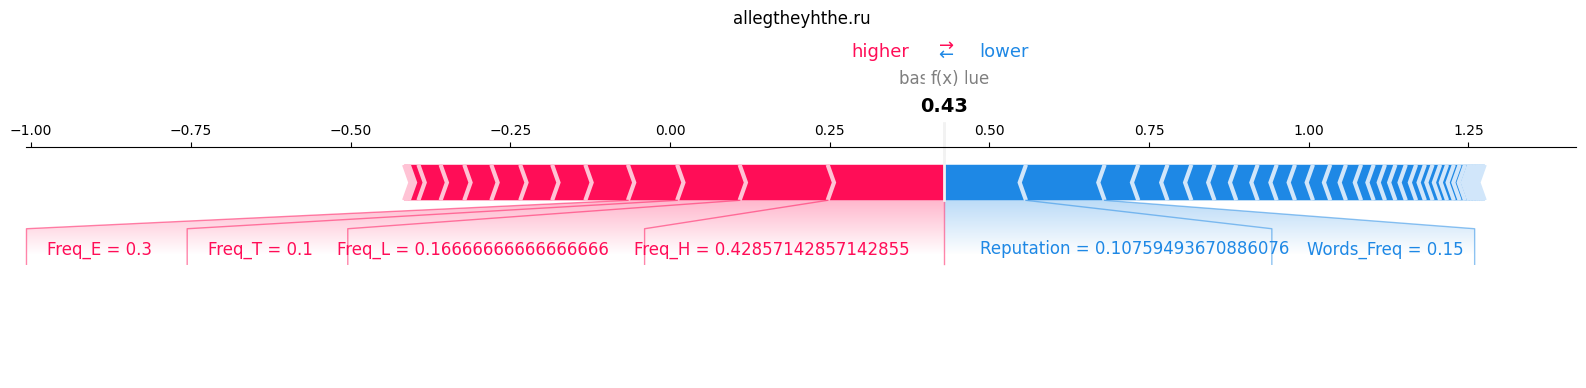 allegtheyhthe.ru
higher → ← lower
bas f(x) lue
0.43
−1.00 −0.75 −0.50 −0.25 0.00 0.25 0.50 0.75 1.00 1.25
Freq_E = 0.3 Freq_T = 0.1 Freq_L = 0.16666666666666666 Freq_H = 0.42857142857142855 Reputation = 0.10759493670886076 Words_Freq = 0.15